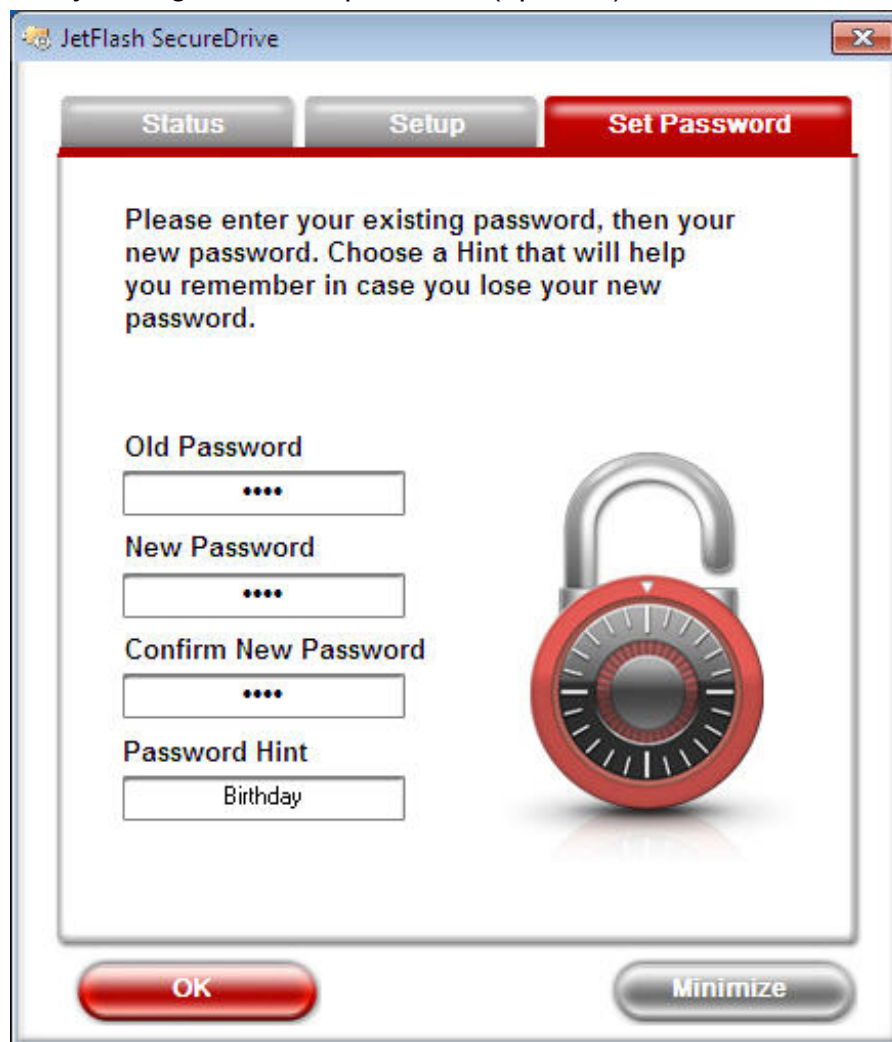 JetFlash SecureDrive
Status Setup Set Password
Please enter your existing password, then your
new password. Choose a Hint that will help
you remember in case you lose your new
password.
Old Password
••••
New Password
••••
Confirm New Password
••••
Password Hint
Birthday
OK Minimize